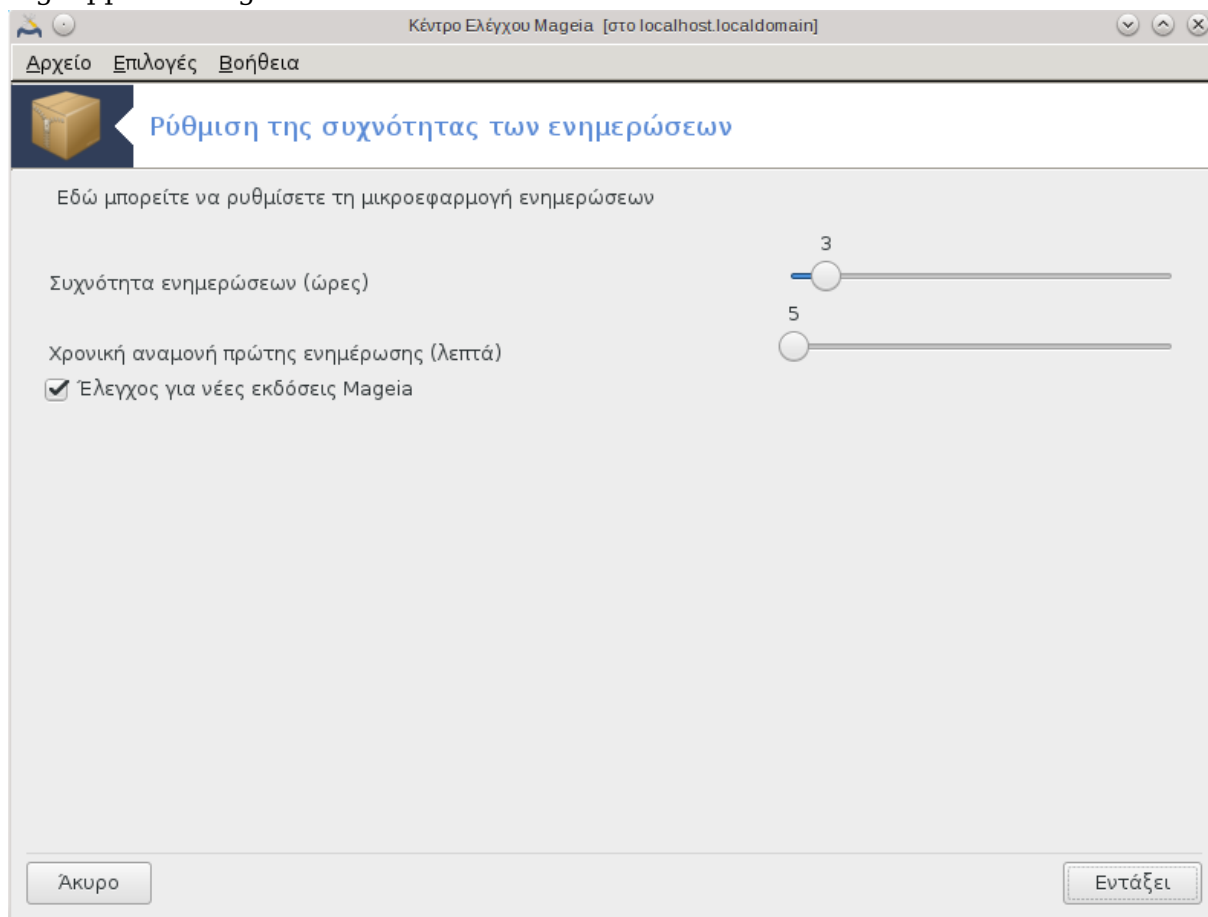 Κέντρο Ελέγχου Mageia [στο localhost.localdomain]
Αρχείο Επιλογές Βοήθεια
Ρύθμιση της συχνότητας των ενημερώσεων
Εδώ μπορείτε να ρυθμίσετε τη μικροεφαρμογή ενημερώσεων
3
Συχνότητα ενημερώσεων (ώρες)
5
Χρονική αναμονή πρώτης ενημέρωσης (λεπτά)
Έλεγχος για νέες εκδόσεις Mageia
Άκυρο Εντάξει